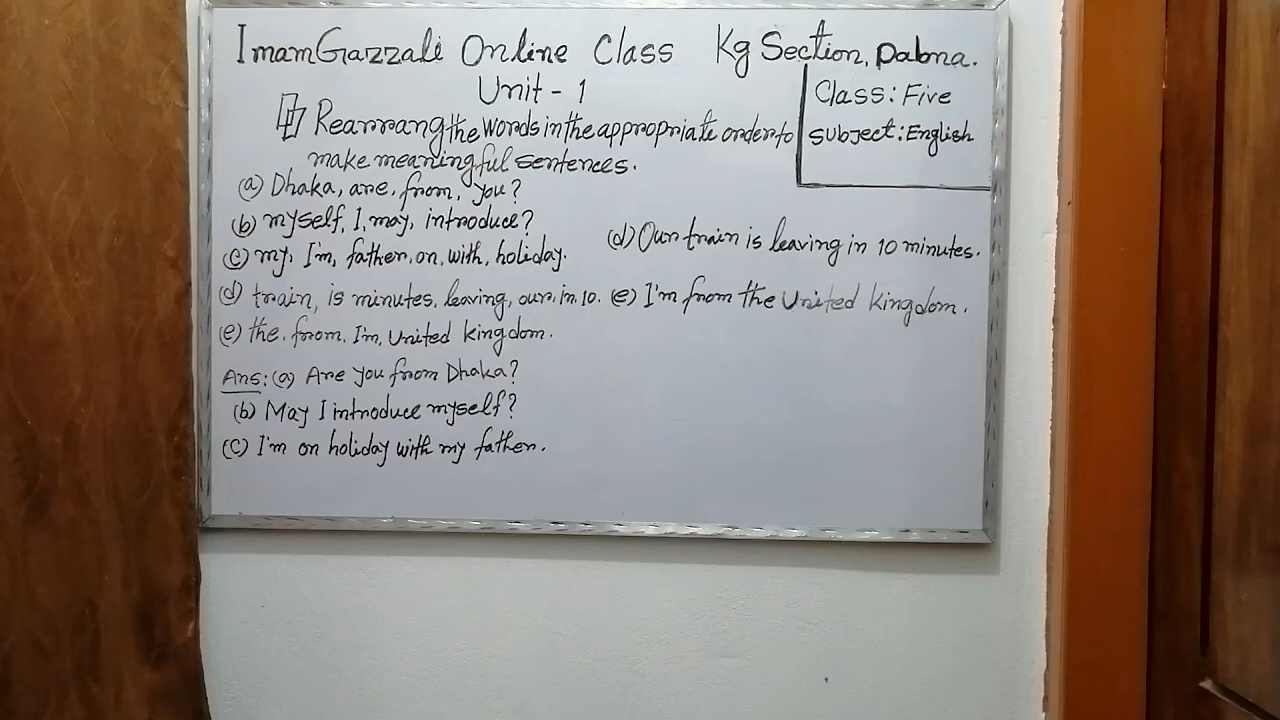 ImamGazzali Online Class Kg Section, Pabna.
Unit - 1
Class: Five
Subject: English
Rearrang the words in the appropriate order to
make meaningful sentences.
(a) Dhaka, are, from, you?
(b) myself, I, may, introduce?
(c) my, I'm, father, on, with, holiday.
(d) train, is minutes, leaving, our, in, 10.
(e) the, from, I'm, United kingdom.
Ans: (a) Are you from Dhaka?
(b) May I introduce myself?
(c) I'm on holiday with my father.
(d) Our train is leaving in 10 minutes.
(e) I'm from the United kingdom.